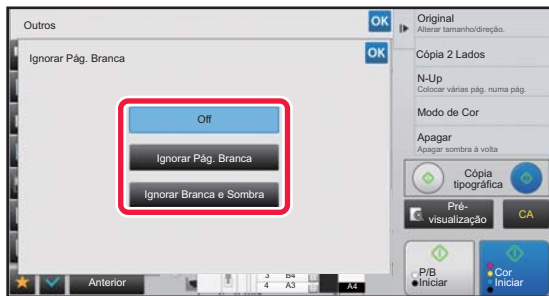 Outros
OK
Ignorar Pág. Branca
OK
Off
Ignorar Pág. Branca
Ignorar Branca e Sombra
Anterior
3 B4
4 A3
A4
Original
Alterar tamanho/direção.
Cópia 2 Lados
N-Up
Colocar várias pág. numa pág.
Modo de Cor
Apagar
Apagar sombra à volta
Cópia
tipográfica
Pré-
visualização
CA
P/B
Iniciar
Cor
Iniciar